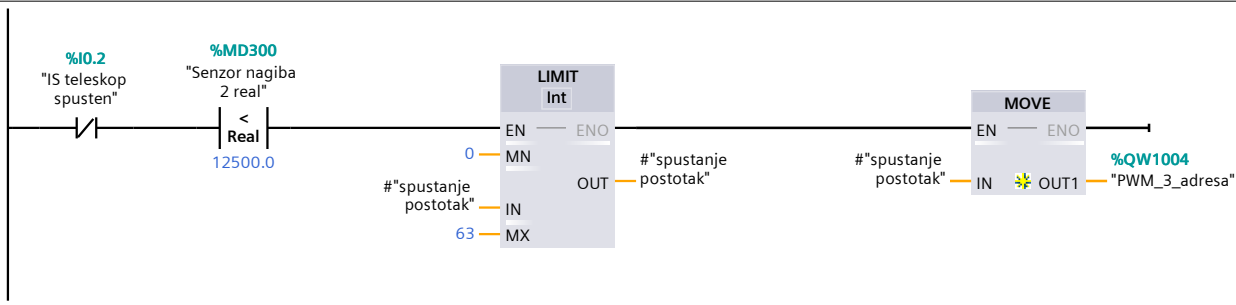 %I0.2
"IS teleskop
spusten"
%MD300
"Senzor nagiba
2 real"
<
Real
12500.0
LIMIT
Int
EN
ENO
0
MN
#"spustanje
postotak"
IN
63
MX
OUT
#"spustanje
postotak"
MOVE
EN
ENO
#"spustanje
postotak"
IN
OUT1
%QW1004
"PWM_3_adresa"